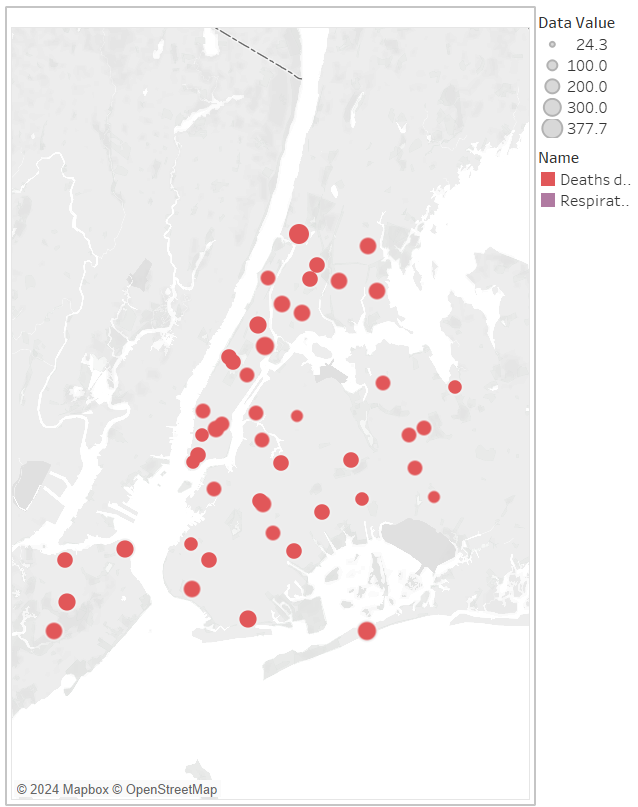 Data Value
24.3
100.0
200.0
300.0
377.7
Name
Deaths d..
Respirat..
© 2024 Mapbox © OpenStreetMap